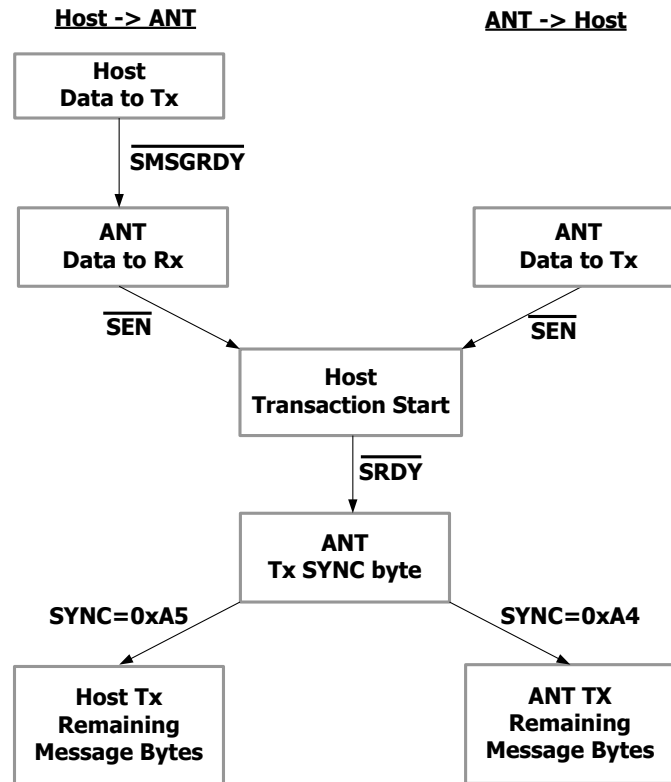 Host -> ANT
ANT -> Host
Host
Data to Tx
SMSGRDY
ANT
Data to Rx
ANT
Data to Tx
SEN
SEN
Host
Transaction Start
SRDY
ANT
Tx SYNC byte
SYNC=0xA5
SYNC=0xA4
Host Tx
Remaining
Message Bytes
ANT TX
Remaining
Message Bytes